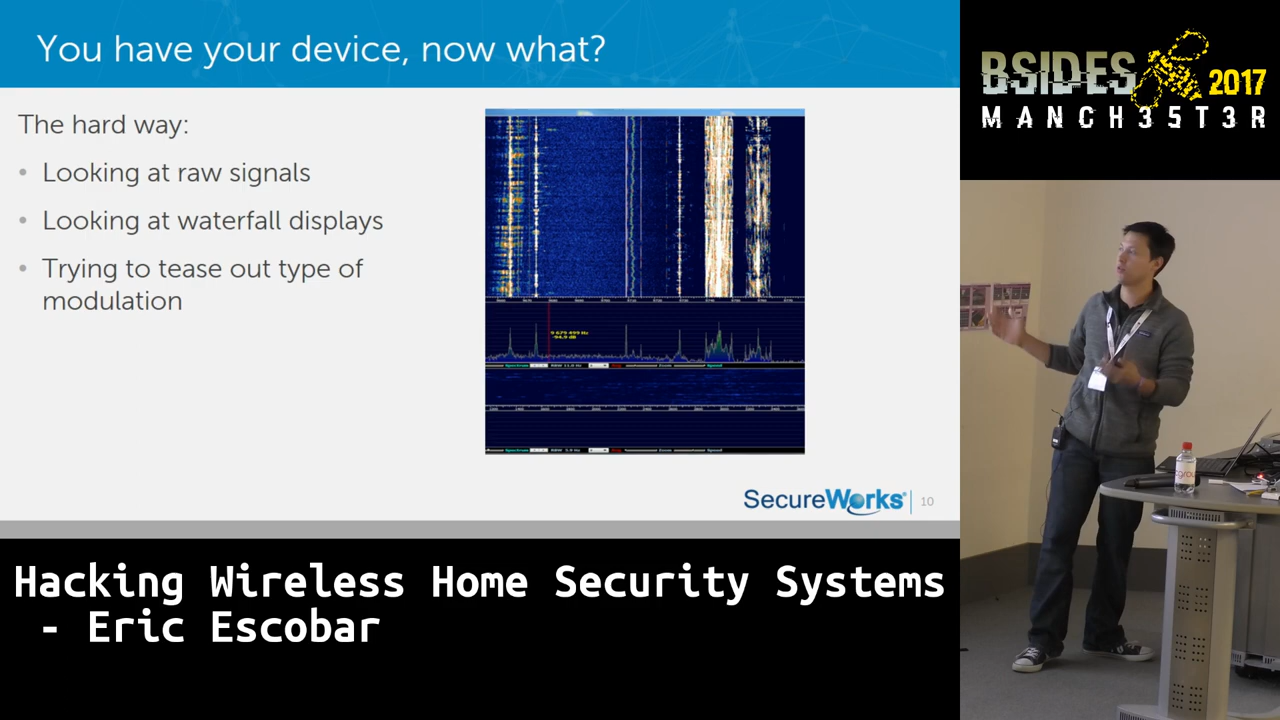 You have your device, now what?
The hard way:
• Looking at raw signals
• Looking at waterfall displays
• Trying to tease out type of
modulation
SecureWorks
10
BSIDES
2017
MANCH35T3R
Hacking Wireless Home Security Systems
- Eric Escobar